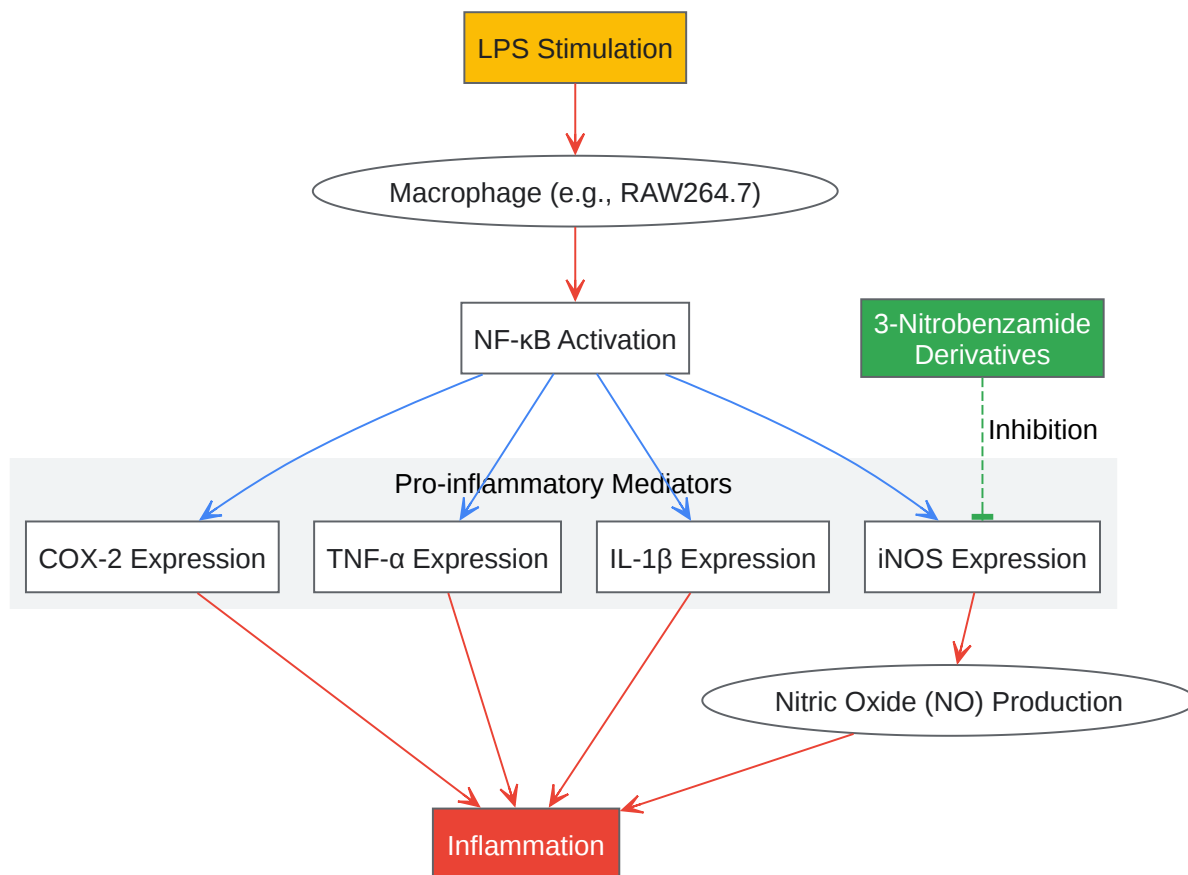 LPS Stimulation
Macrophage (e.g., RAW264.7)
NF-κB Activation
3-Nitrobenzamide
Derivatives
Inhibition
Pro-inflammatory Mediators
COX-2 Expression
TNF-α Expression
IL-1β Expression
iNOS Expression
Nitric Oxide (NO) Production
Inflammation